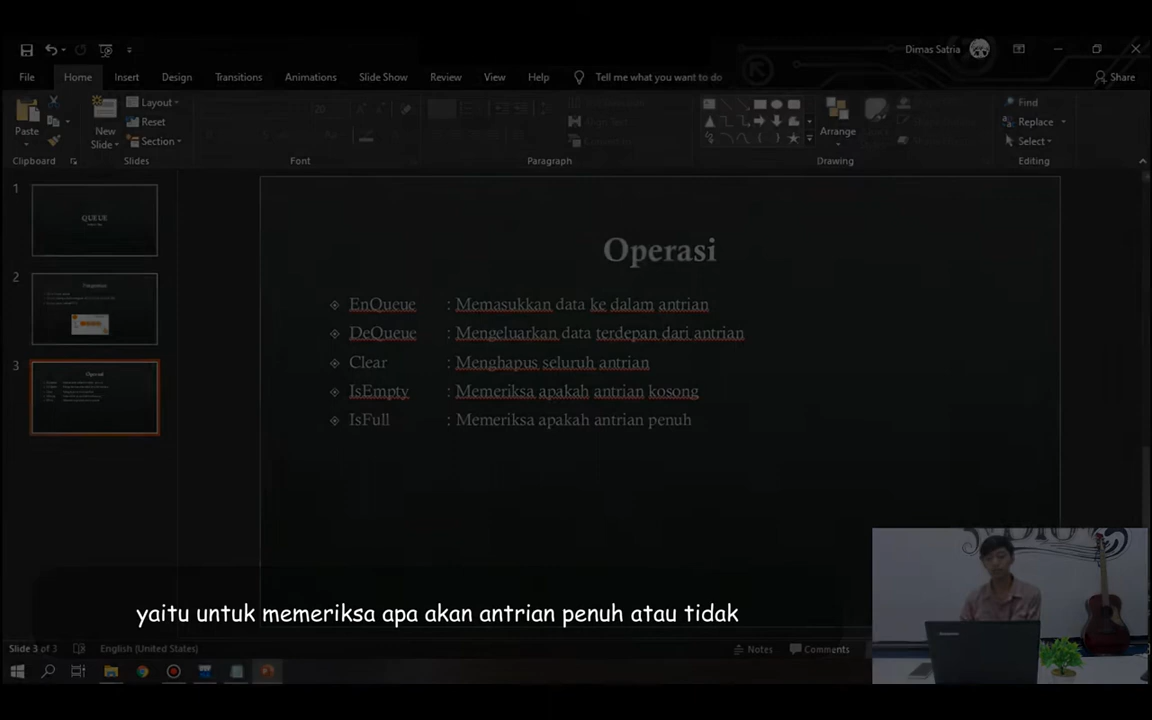 Dimas Satria
File Home Insert Design Transitions Animations Slide Show Review View Help Tell me what you want to do Share
Paste
New
Slide
Layout
Reset
Section
20
Arrange
Find
Replace
Select
Clipboard Slides Font Paragraph Drawing Editing
1
QUEUE
2
3
Operasi
EnQueue : Memasukkan data ke dalam antrian
DeQueue : Mengeluarkan data terdepan dari antrian
Clear : Menghapus seluruh antrian
IsEmpty : Memeriksa apakah antrian kosong
IsFull : Memeriksa apakah antrian penuh
yaitu untuk memeriksa apa akan antrian penuh atau tidak
Slide 3 of 3 English (United States) Notes Comments